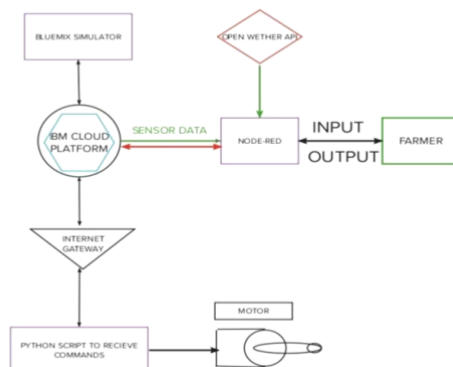 BLUEMIX SIMULATOR
OPEN WETHER API
IBM CLOUD
PLATFORM
SENSOR DATA
NODE-RED
INPUT
OUTPUT
FARMER
INTERNET
GATEWAY
MOTOR
PYTHON SCRIPT TO RECIEVE
COMMANDS